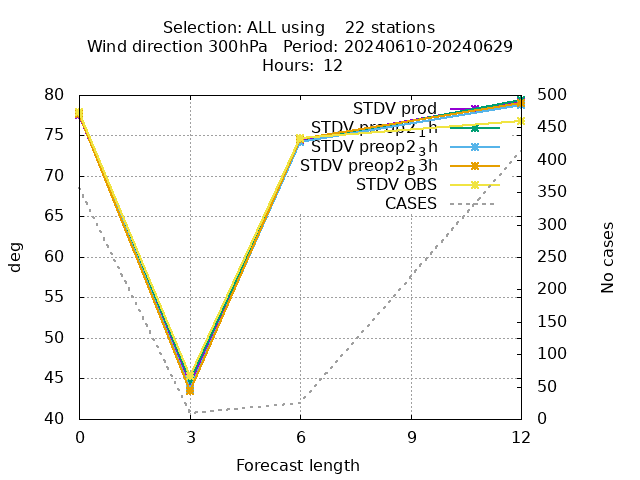 Selection: ALL using 22 stations
Wind direction 300hPa Period: 20240610-20240629
Hours: 12
80
75
70
65
60
55
50
45
40
500
450
400
350
300
250
200
150
100
50
0
STDV prod
STDV preop2_1h
STDV preop2_3h
STDV preop2_B3h
STDV OBS
CASES
deg
No cases
0 3 6 9 12
Forecast length